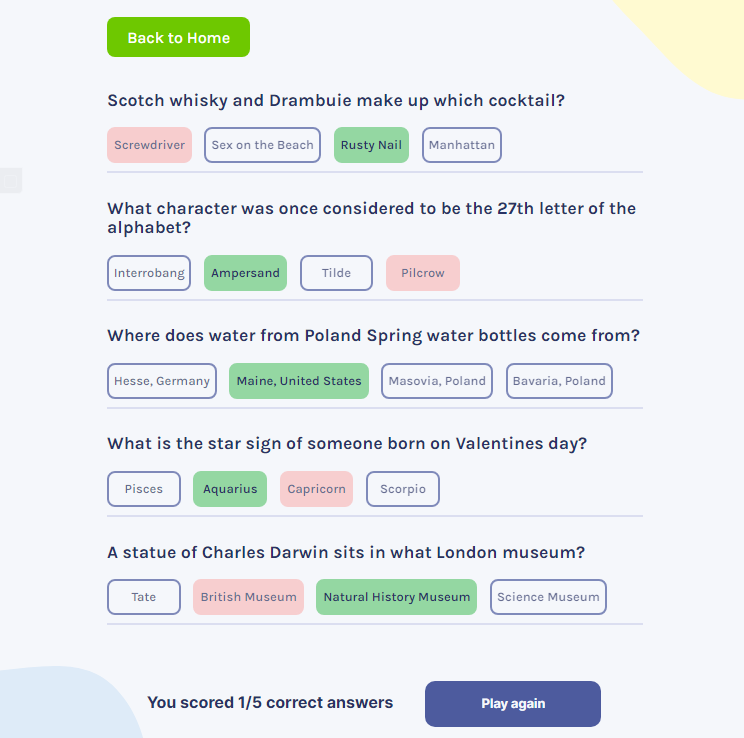 Back to Home
Scotch whisky and Drambuie make up which cocktail?
Screwdriver Sex on the Beach Rusty Nail Manhattan
What character was once considered to be the 27th letter of the
alphabet?
Interrobang Ampersand Tilde Pilcrow
Where does water from Poland Spring water bottles come from?
Hesse, Germany Maine, United States Masovia, Poland Bavaria, Poland
What is the star sign of someone born on Valentines day?
Pisces Aquarius Capricorn Scorpio
A statue of Charles Darwin sits in what London museum?
Tate British Museum Natural History Museum Science Museum
You scored 1/5 correct answers Play again